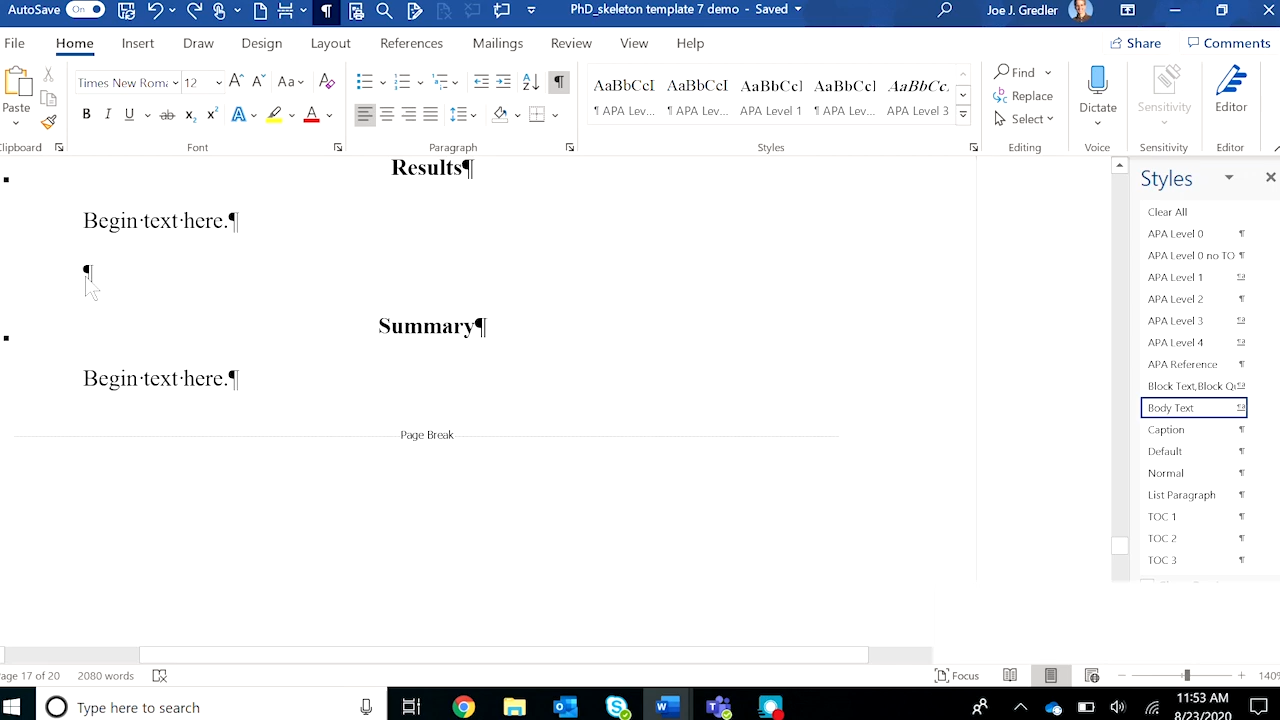 AutoSave On PhD_skeleton template 7 demo - Saved Joe J. Gredler
File Home Insert Draw Design Layout References Mailings Review View Help Share Comments
Paste Times New Roma 12 Aa AaBbCcI AaBbCcI AaBbCcI AaBbCcI AaBbCc. Find Dictate Sensitivity Editor
¶ APA Lev... ¶ APA Lev... APA Level 3 ¶ APA Lev... APA Level 3 Replace
Select
Clipboard Font Paragraph Styles Editing Voice Sensitivity Editor
Results¶
Begin·text·here.¶
¶
Summary¶
Begin·text·here.¶
Page Break
Styles
Clear All
APA Level 0 ¶
APA Level 0 no TO ¶
APA Level 1
APA Level 2 ¶
APA Level 3
APA Level 4
APA Reference ¶
Block Text,Block Qu
Body Text
Caption ¶
Default ¶
Normal ¶
List Paragraph ¶
TOC 1 ¶
TOC 2 ¶
TOC 3 ¶
age 17 of 20 2080 words Focus 140%
Type here to search
11:53 AM
8/23/2020